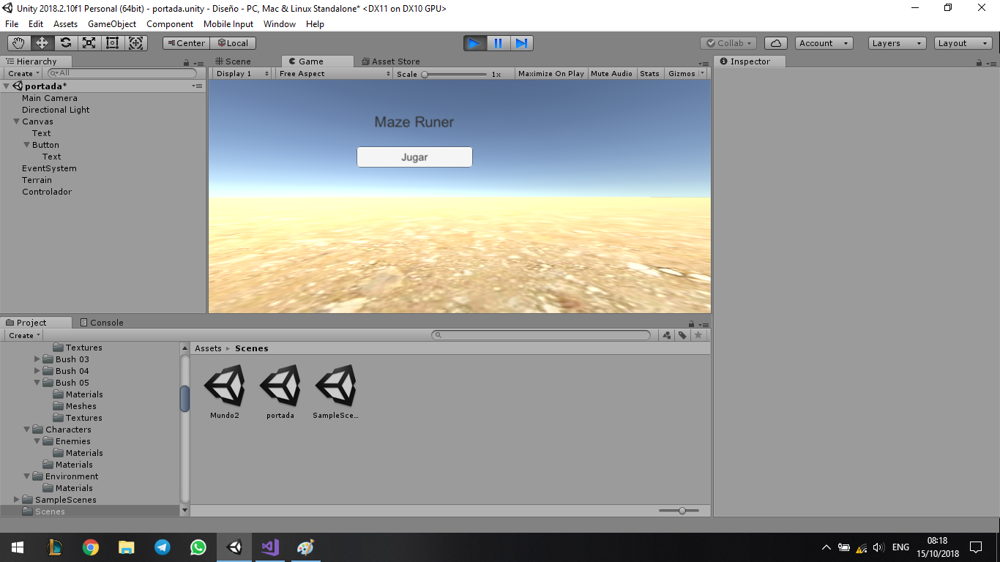 Unity 2018.2.10f1 Personal (64bit) - portada.unity - Diseño - PC, Mac & Linux Standalone* <DX11 on DX10 GPU>
File Edit Assets GameObject Component Mobile Input Window Help
Center Local Collab Account Layers Layout
Hierarchy
Create All
portada*
Main Camera
Directional Light
Canvas
Text
Button
Text
EventSystem
Terrain
Controlador
Scene Game Asset Store
Display 1 Free Aspect Scale 1x Maximize On Play Mute Audio Stats Gizmos
Maze Runer
Jugar
Inspector
Project Console
Create
Textures
Bush 03
Bush 04
Bush 05
Materials
Meshes
Textures
Characters
Enemies
Materials
Materials
Environment
Materials
SampleScenes
Scenes
Assets Scenes
Mundo2 portada SampleSce...
ENG
08:18
15/10/2018